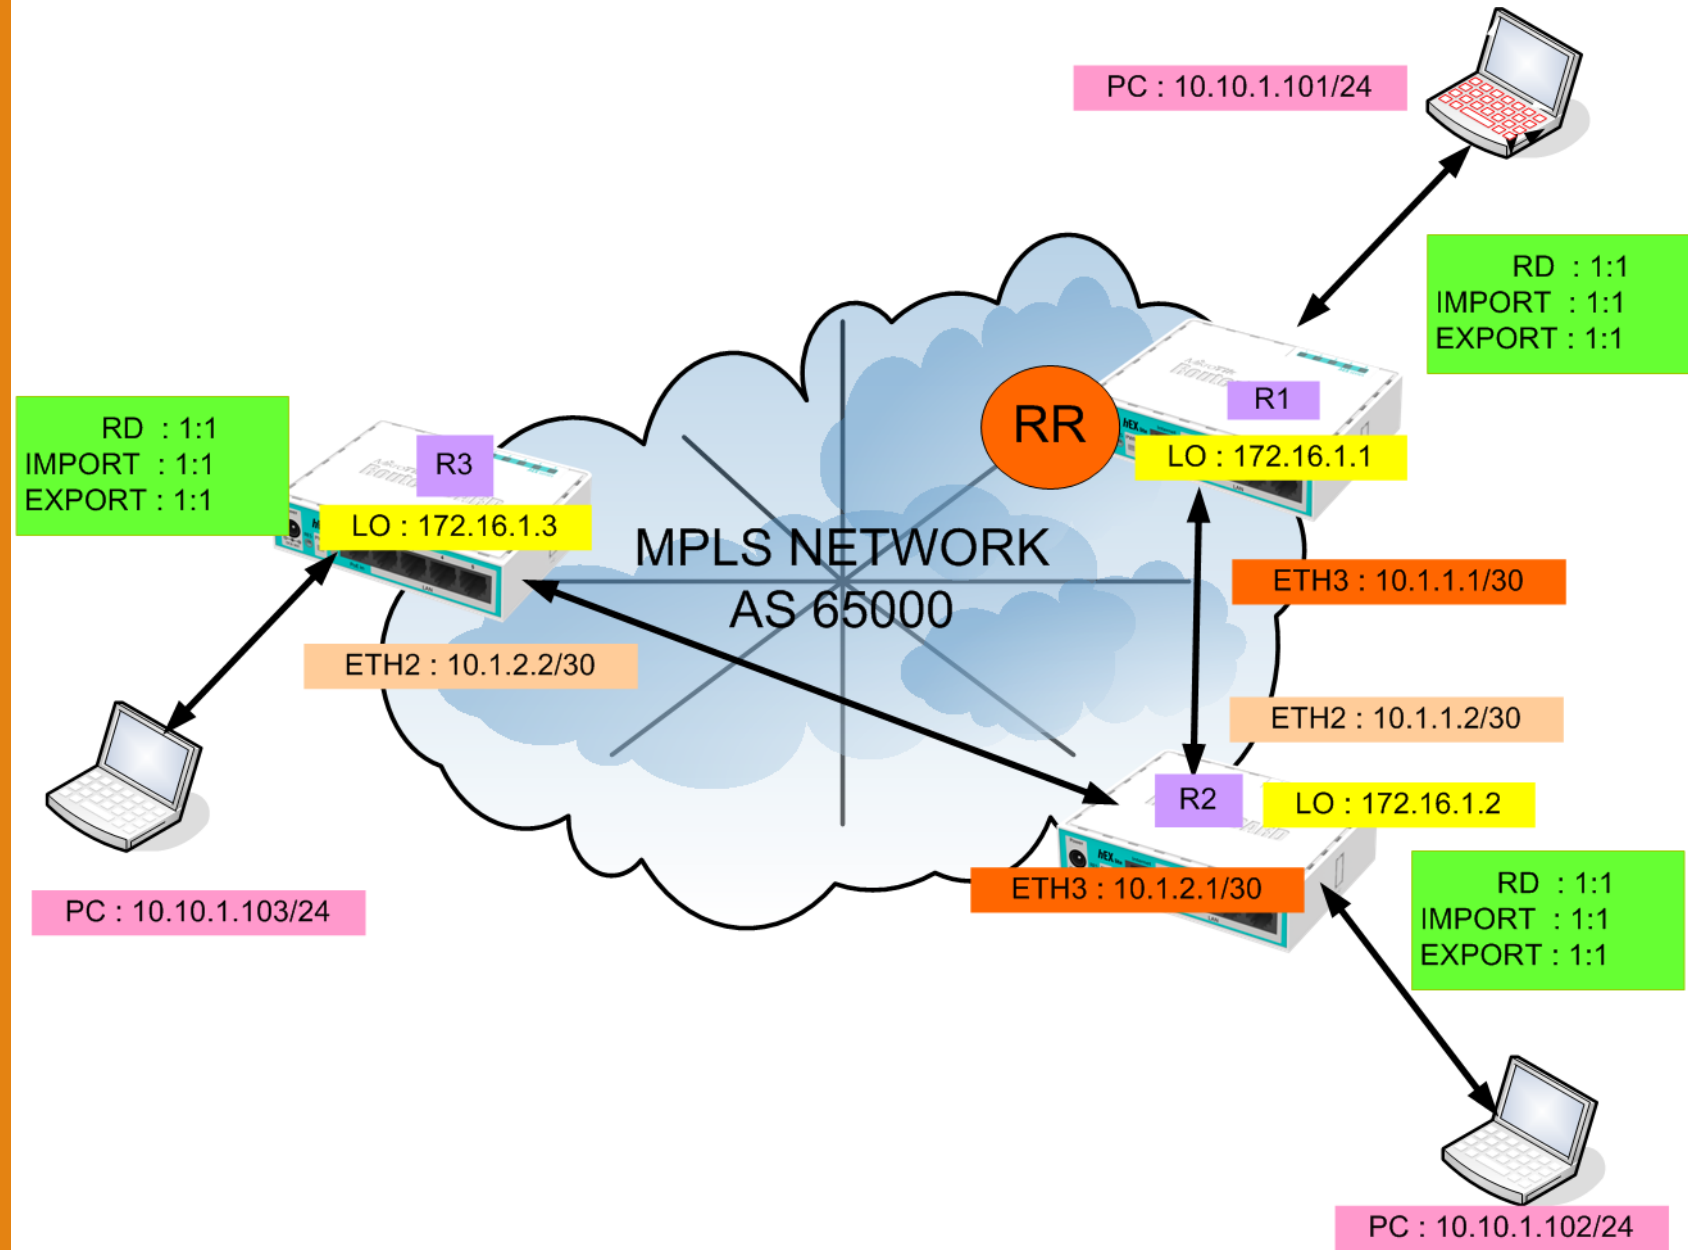 PC : 10.10.1.101/24
RD : 1:1
IMPORT : 1:1
EXPORT : 1:1
R1
RR
LO : 172.16.1.1
RD : 1:1
IMPORT : 1:1
EXPORT : 1:1
R3
LO : 172.16.1.3
MPLS NETWORK
AS 65000
ETH3 : 10.1.1.1/30
ETH2 : 10.1.2.2/30
ETH2 : 10.1.1.2/30
R2
LO : 172.16.1.2
ETH3 : 10.1.2.1/30
RD : 1:1
IMPORT : 1:1
EXPORT : 1:1
PC : 10.10.1.103/24
PC : 10.10.1.102/24